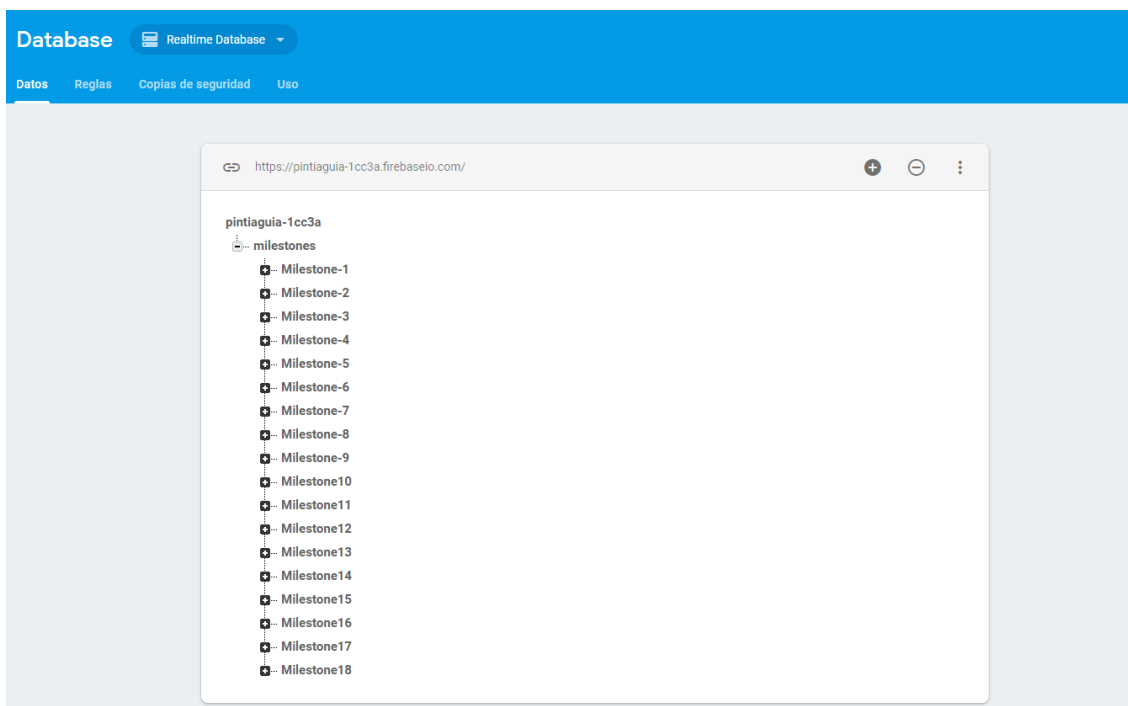 Database Realtime Database
Datos Reglas Copias de seguridad Uso
https://pintiaguia-1cc3a.firebaseio.com/
pintiaguia-1cc3a
milestones
Milestone-1
Milestone-2
Milestone-3
Milestone-4
Milestone-5
Milestone-6
Milestone-7
Milestone-8
Milestone-9
Milestone10
Milestone11
Milestone12
Milestone13
Milestone14
Milestone15
Milestone16
Milestone17
Milestone18